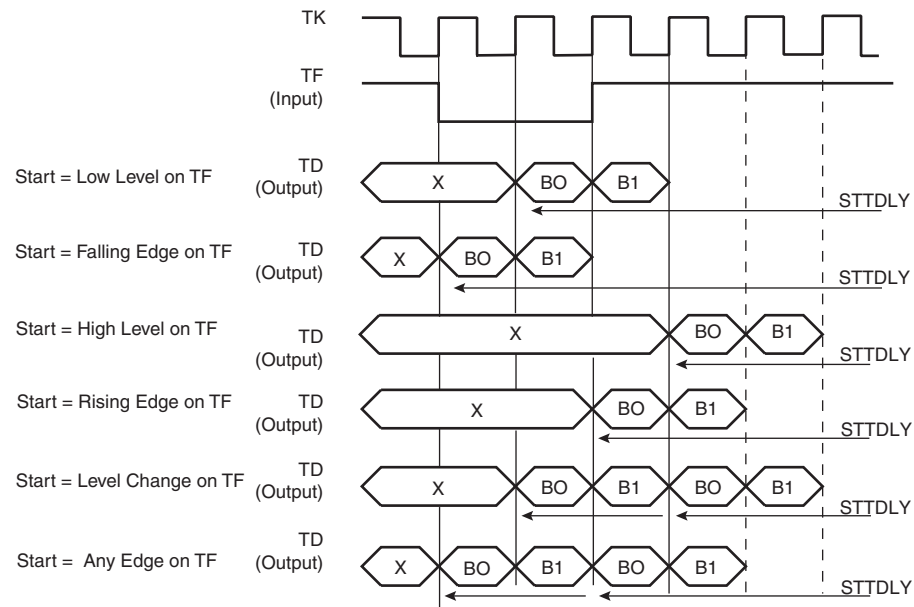 TK
TF
(Input)
Start = Low Level on TF
TD
(Output)
X
BO
B1
STTDLY
Start = Falling Edge on TF
TD
(Output)
X
BO
B1
STTDLY
Start = High Level on TF
TD
(Output)
X
BO
B1
STTDLY
Start = Rising Edge on TF
TD
(Output)
X
BO
B1
STTDLY
Start = Level Change on TF
TD
(Output)
X
BO
B1
BO
B1
STTDLY
Start = Any Edge on TF
TD
(Output)
X
BO
B1
BO
B1
STTDLY